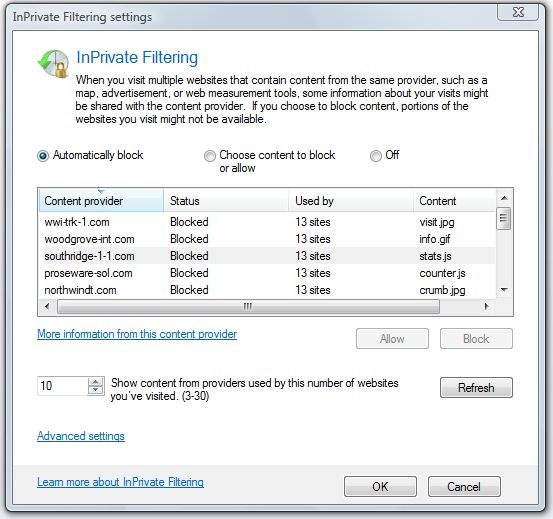 InPrivate Filtering settings
InPrivate Filtering
When you visit multiple websites that contain content from the same provider, such as a
map, advertisement, or web measurement tools, some information about your visits might
be shared with the content provider.  If you choose to block content, portions of the
websites you visit might not be available.
Automatically block
Choose content to block
or allow
Off
Content provider Status Used by Content
wwi-trk-1.com Blocked 13 sites visit.jpg
woodgrove-int.com Blocked 13 sites info.gif
southridge-1-1.com Blocked 13 sites stats.js
proseware-sol.com Blocked 13 sites counter.js
northwindt.com Blocked 13 sites crumb.jpg
More information from this content provider
Allow Block
10
Show content from providers used by this number of websites
you've visited. (3-30)
Refresh
Advanced settings
Learn more about InPrivate Filtering
OK Cancel